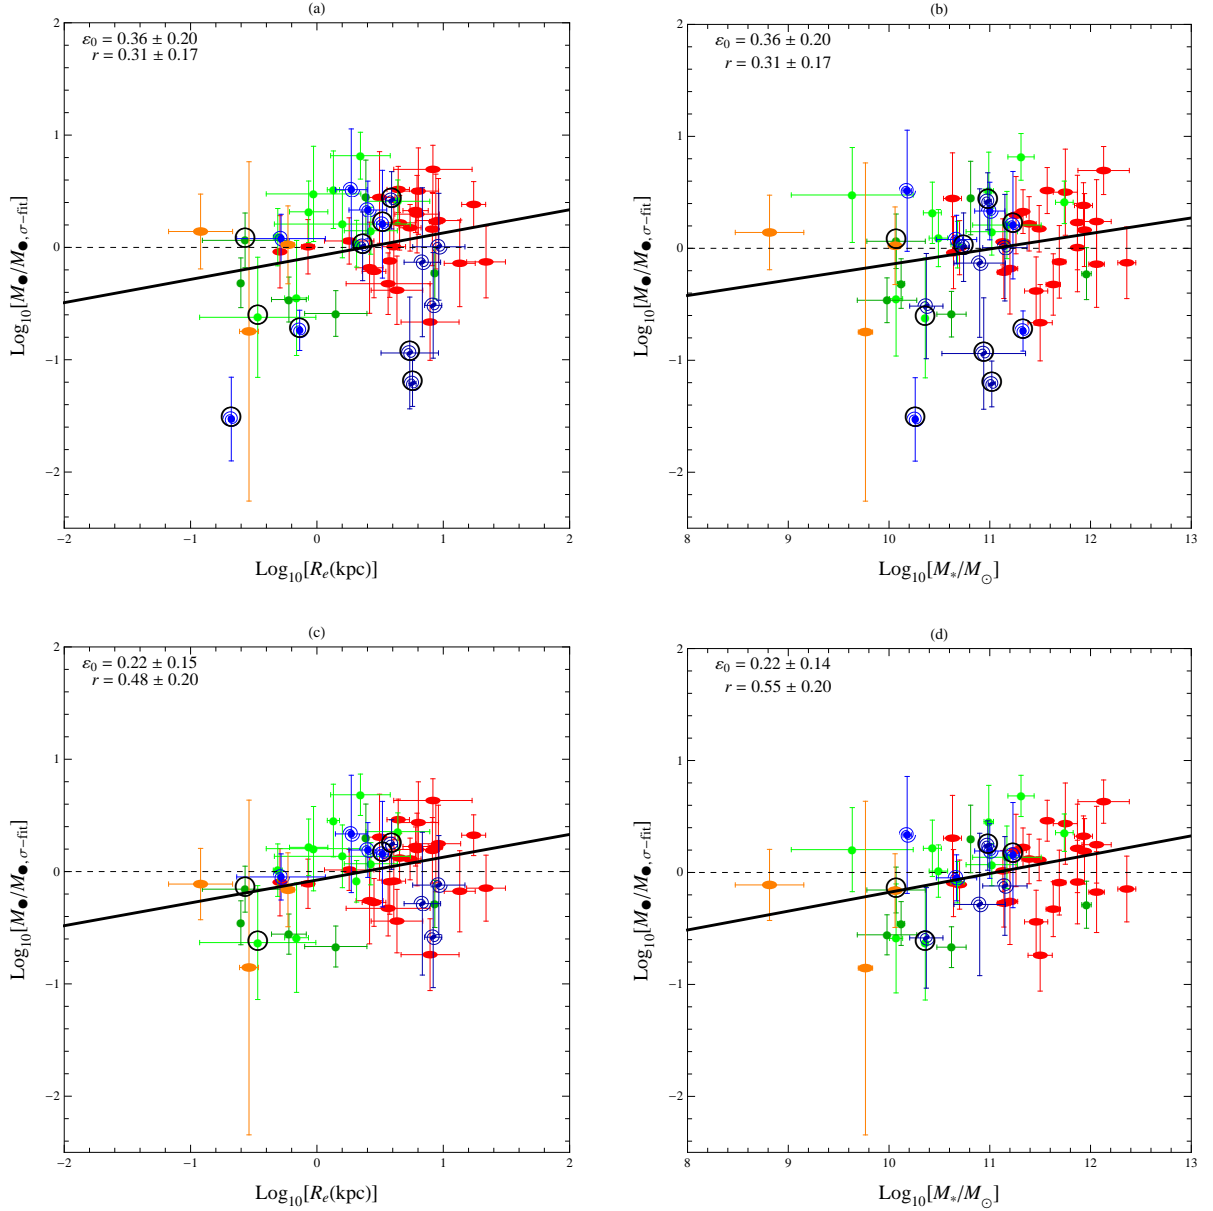 (a)
ε₀ = 0.36 ± 0.20
r = 0.31 ± 0.17
2
1
0
−1
−2
−2
−1
0
1
2
Log₁₀[M●/M●,σ−fit]
Log₁₀[Rₑ(kpc)]
(b)
ε₀ = 0.36 ± 0.20
r = 0.31 ± 0.17
2
1
0
−1
−2
8
9
10
11
12
13
Log₁₀[M●/M●,σ−fit]
Log₁₀[M*/M⊙]
(c)
ε₀ = 0.22 ± 0.15
r = 0.48 ± 0.20
2
1
0
−1
−2
−2
−1
0
1
2
Log₁₀[M●/M●,σ−fit]
Log₁₀[Rₑ(kpc)]
(d)
ε₀ = 0.22 ± 0.14
r = 0.55 ± 0.20
2
1
0
−1
−2
8
9
10
11
12
13
Log₁₀[M●/M●,σ−fit]
Log₁₀[M*/M⊙]